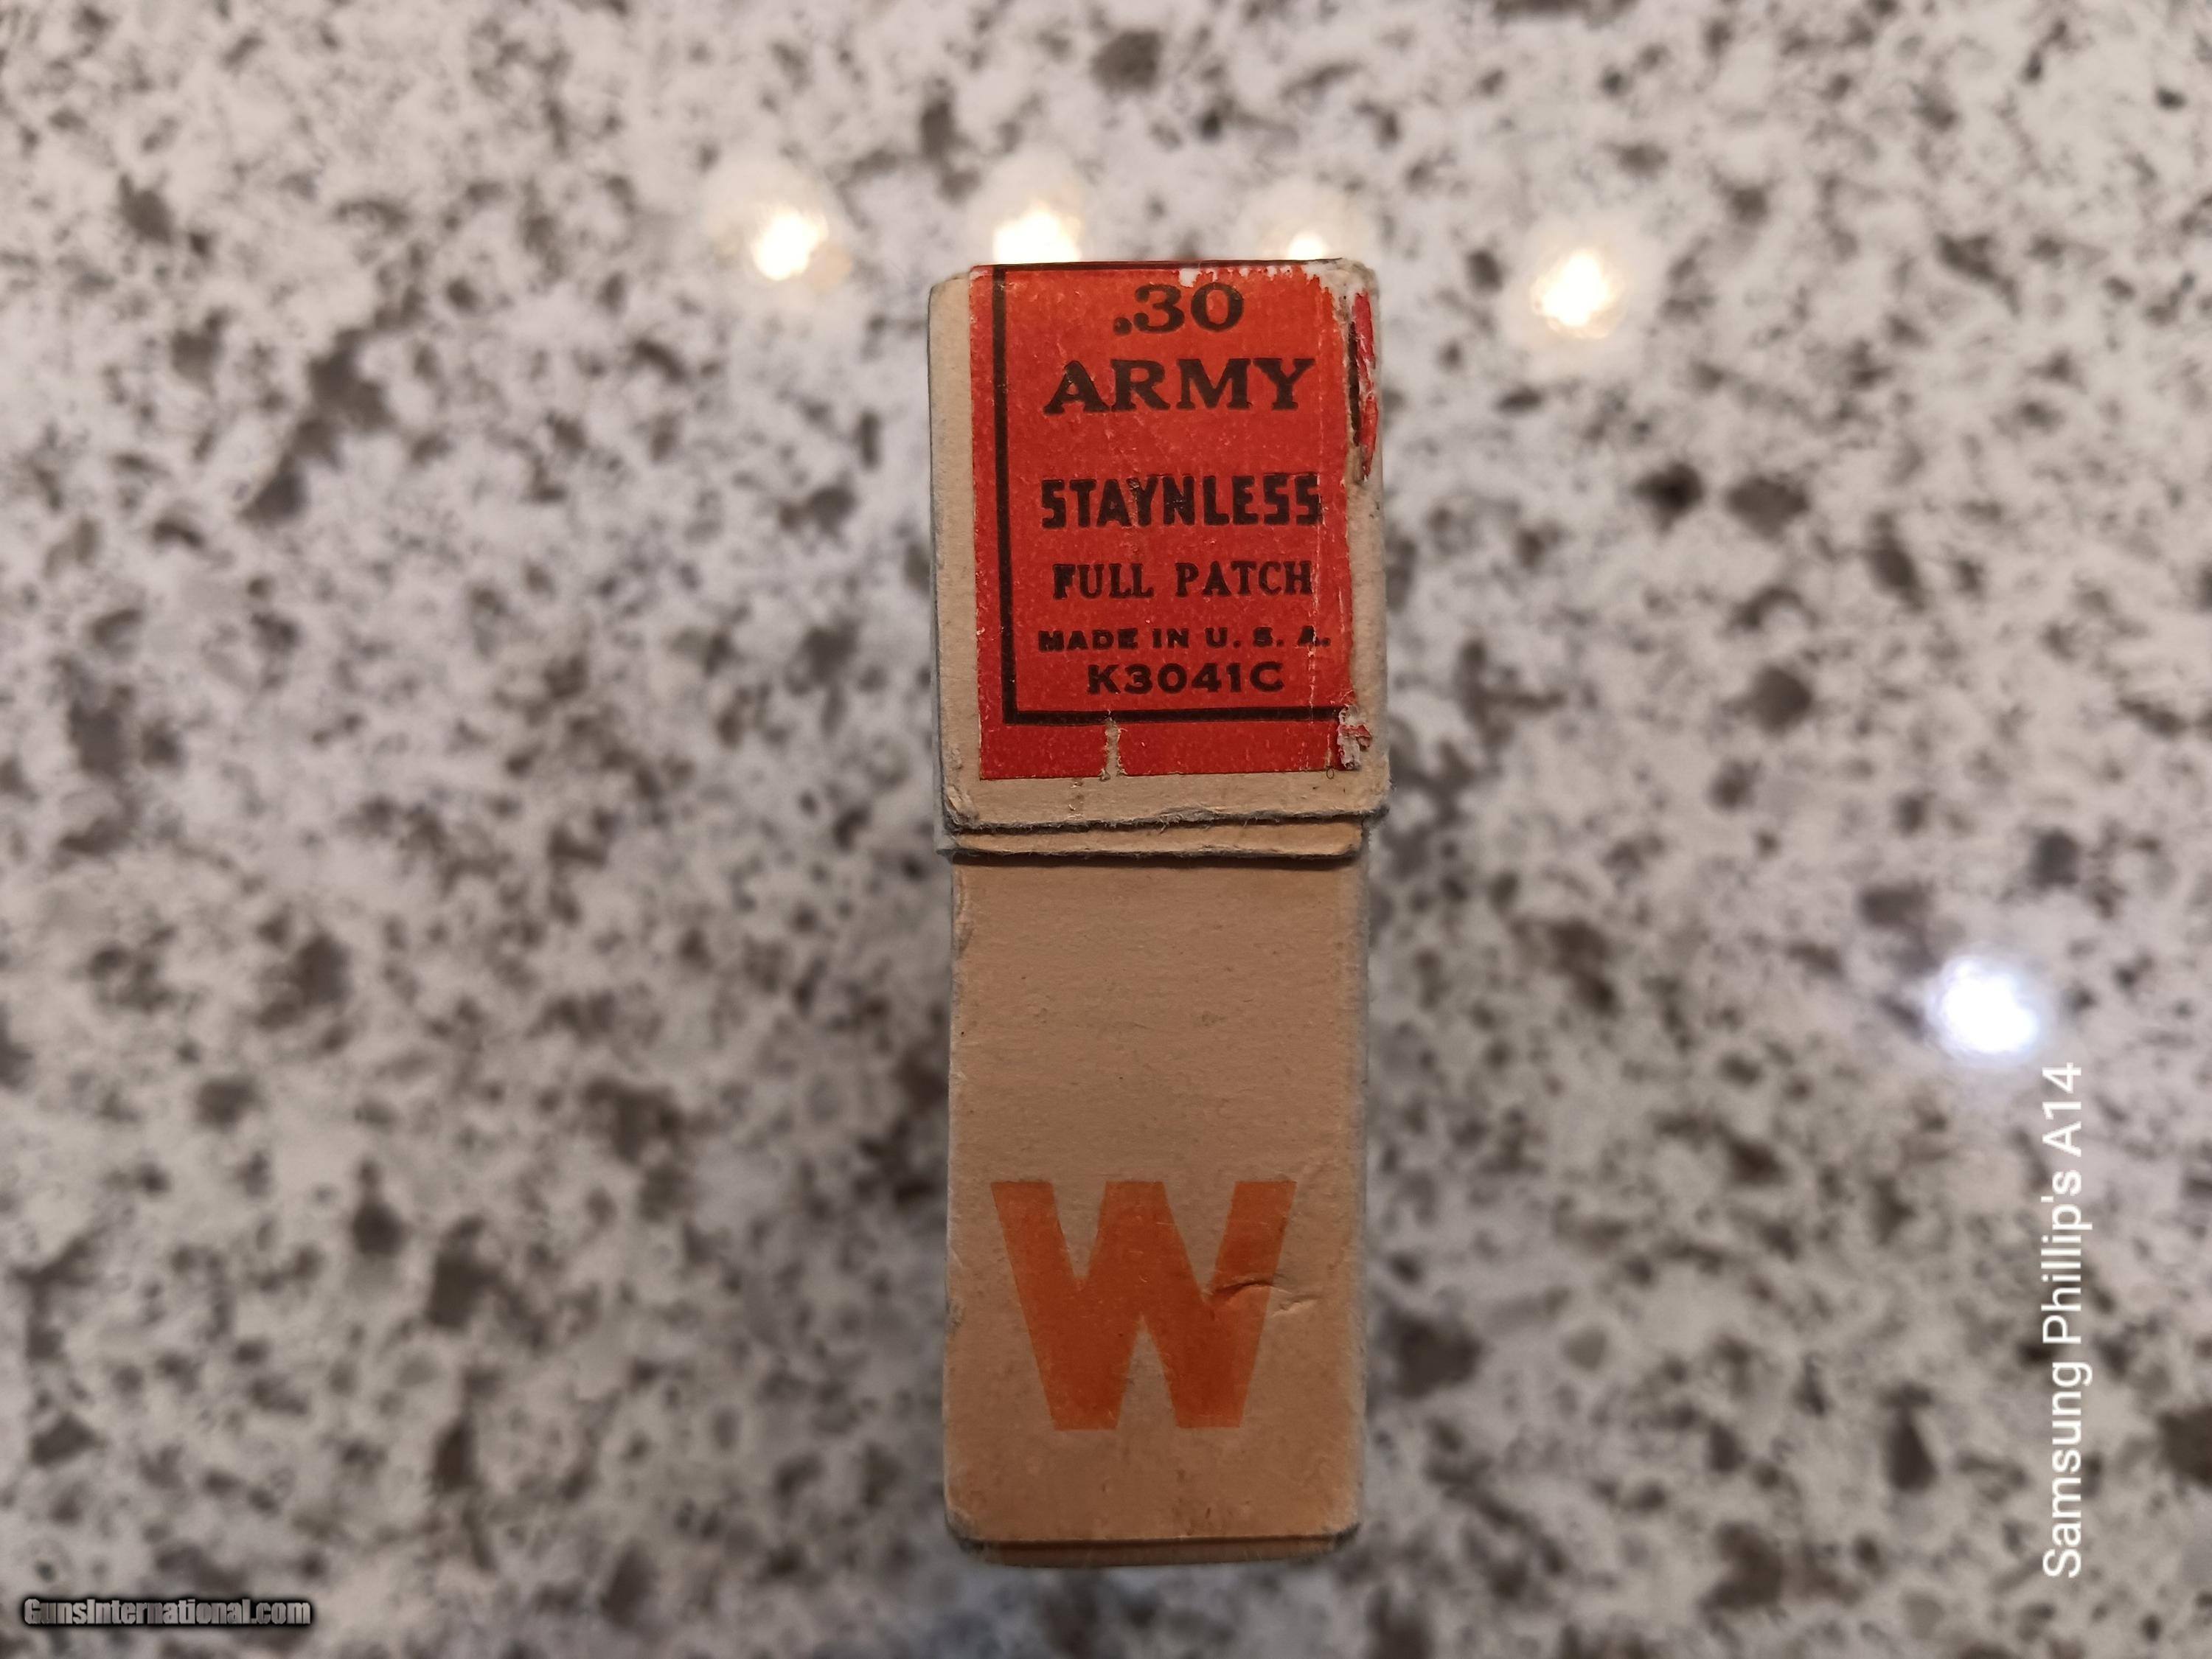 .30
ARMY
STAYNLESS
FULL PATCH
MADE IN U. S. A.
K3041C
W
Samsung Phillip's A14
GunsInternational.com